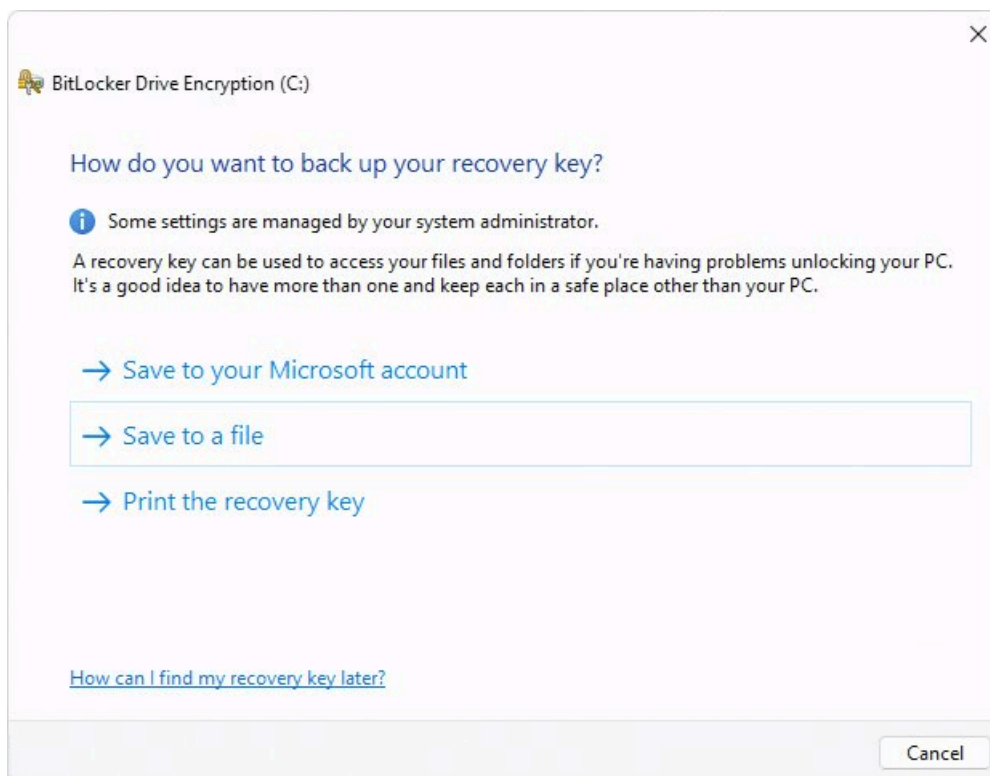 BitLocker Drive Encryption (C:)
How do you want to back up your recovery key?
Some settings are managed by your system administrator.
A recovery key can be used to access your files and folders if you're having problems unlocking your PC.
It's a good idea to have more than one and keep each in a safe place other than your PC.
Save to your Microsoft account
Save to a file
Print the recovery key
How can I find my recovery key later?
Cancel